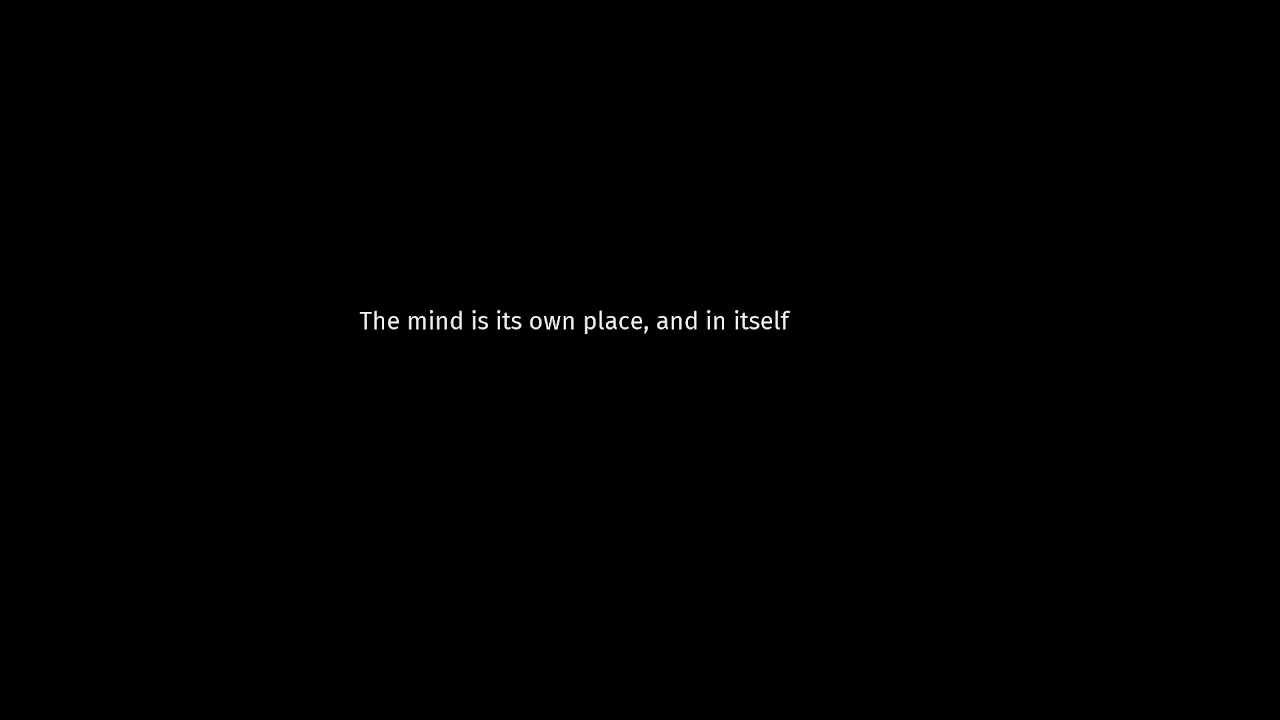 The mind is its own place, and in itself